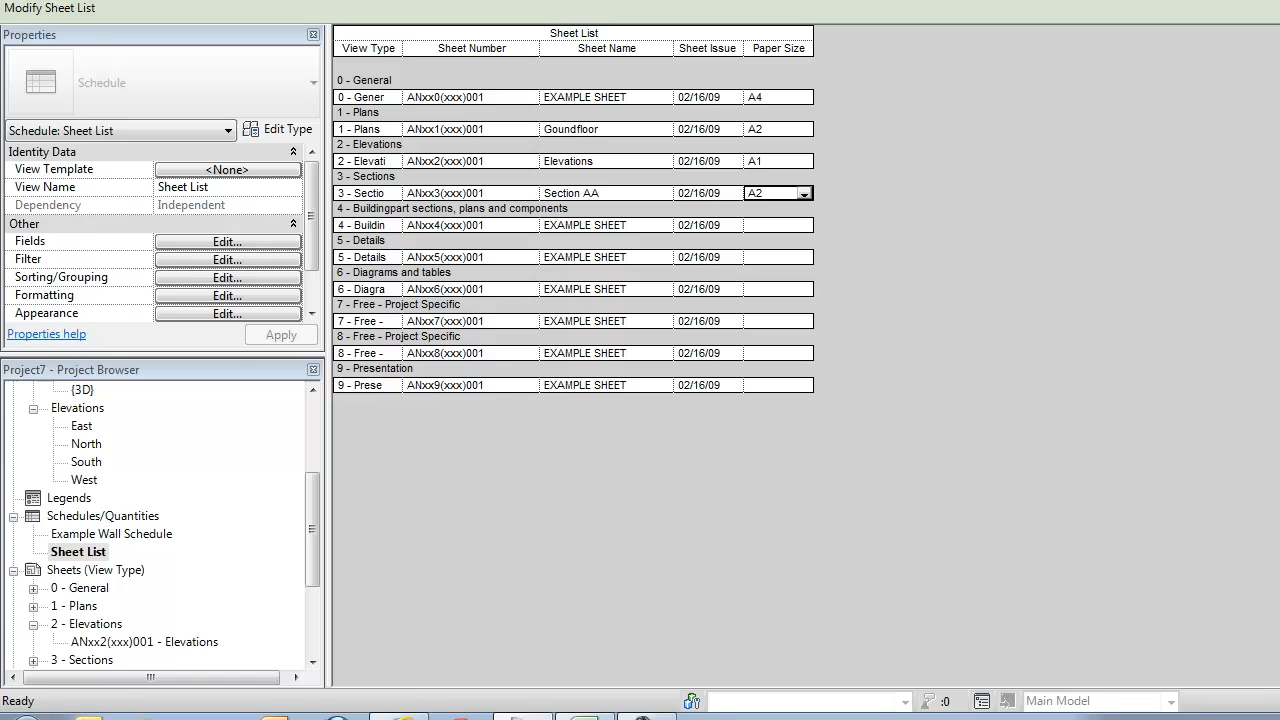 Modify Sheet List
Properties
Schedule
Schedule: Sheet List
Edit Type
Identity Data
View Template <None>
View Name Sheet List
Dependency Independent
Other
Fields Edit...
Filter Edit...
Sorting/Grouping Edit...
Formatting Edit...
Appearance Edit...
Properties help Apply
Project7 - Project Browser
{3D}
Elevations
East
North
South
West
Legends
Schedules/Quantities
Example Wall Schedule
Sheet List
Sheets (View Type)
0 - General
1 - Plans
2 - Elevations
ANxx2(xxx)001 - Elevations
3 - Sections
Sheet List
View Type Sheet Number Sheet Name Sheet Issue Paper Size
0 - General
0 - Gener ANxx0(xxx)001 EXAMPLE SHEET 02/16/09 A4
1 - Plans
1 - Plans ANxx1(xxx)001 Goundfloor 02/16/09 A2
2 - Elevations
2 - Elevati ANxx2(xxx)001 Elevations 02/16/09 A1
3 - Sections
3 - Sectio ANxx3(xxx)001 Section AA 02/16/09 A2
4 - Buildingpart sections, plans and components
4 - Buildin ANxx4(xxx)001 EXAMPLE SHEET 02/16/09
5 - Details
5 - Details ANxx5(xxx)001 EXAMPLE SHEET 02/16/09
6 - Diagrams and tables
6 - Diagra ANxx6(xxx)001 EXAMPLE SHEET 02/16/09
7 - Free - Project Specific
7 - Free - ANxx7(xxx)001 EXAMPLE SHEET 02/16/09
8 - Free - Project Specific
8 - Free - ANxx8(xxx)001 EXAMPLE SHEET 02/16/09
9 - Presentation
9 - Prese ANxx9(xxx)001 EXAMPLE SHEET 02/16/09
Ready :0 Main Model